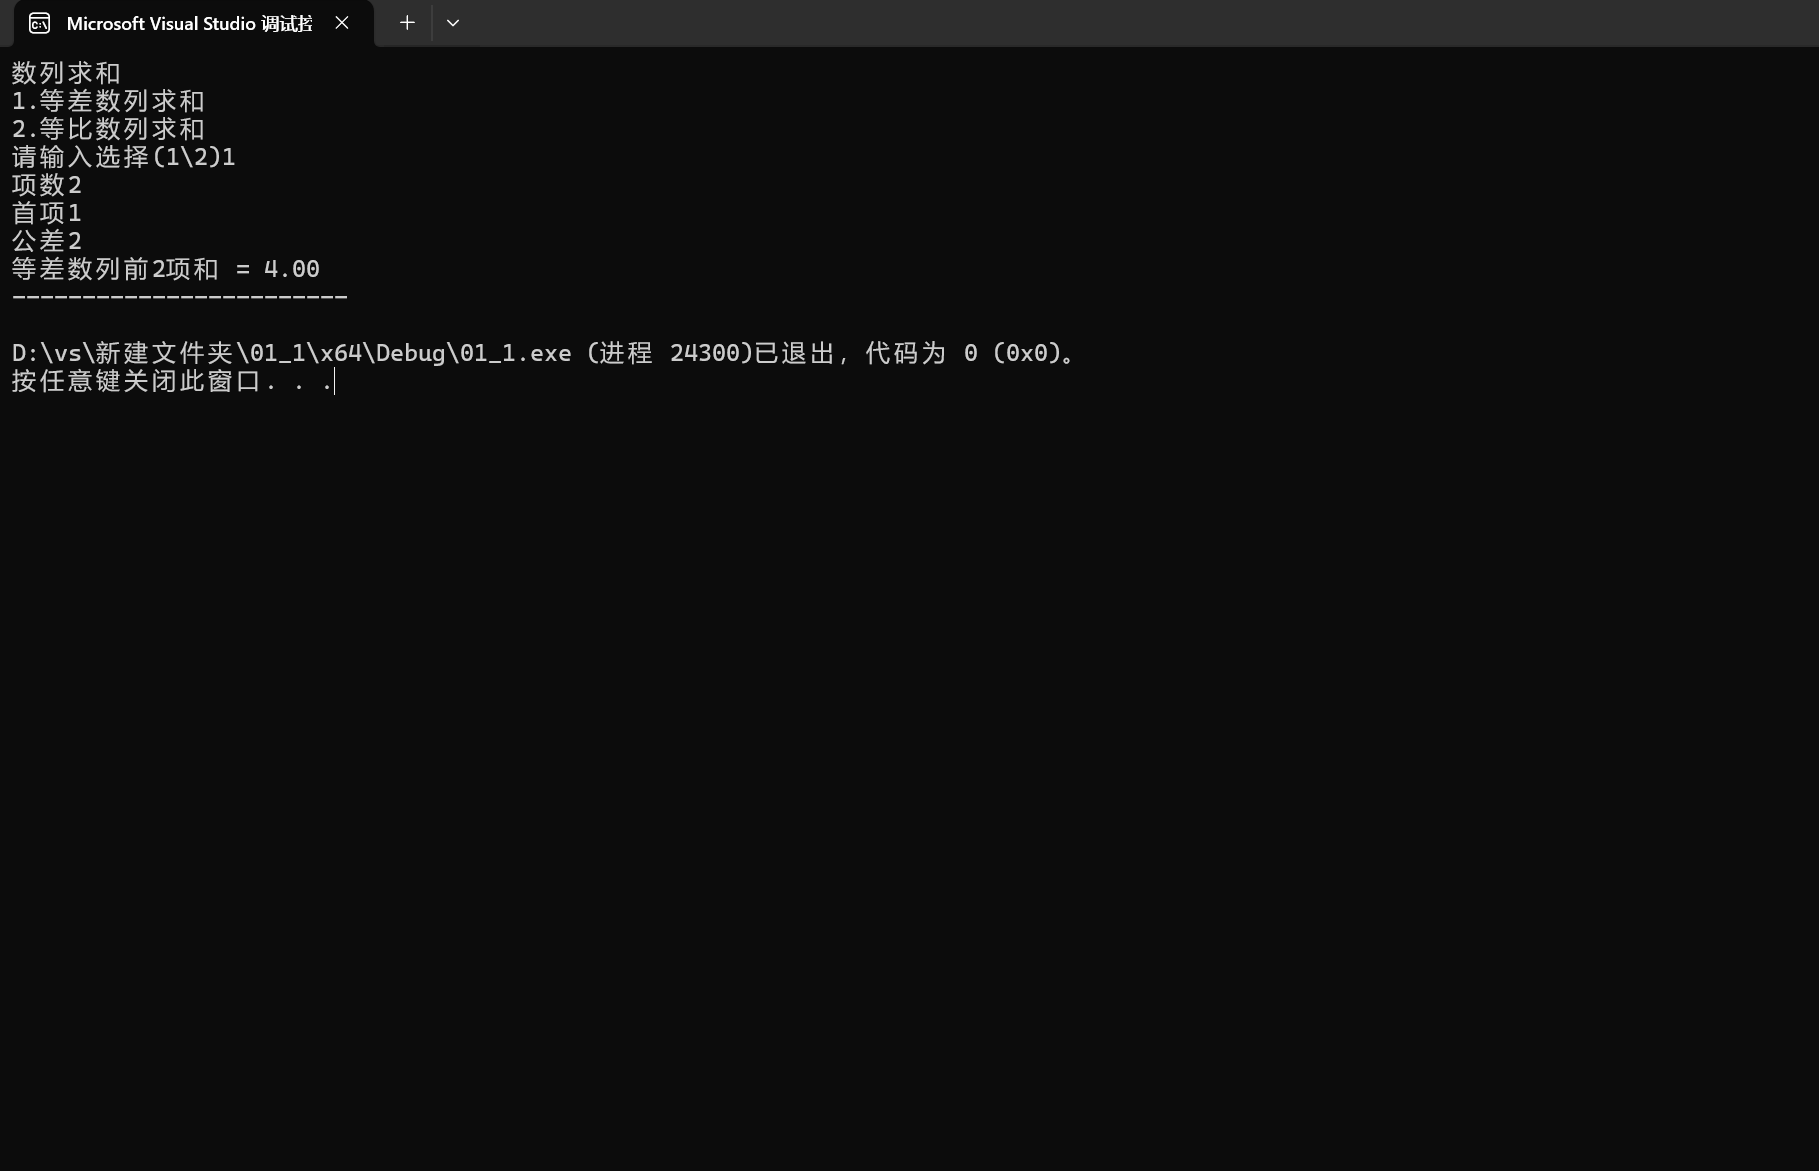 Microsoft Visual Studio 调试控
数列求和
1.等差数列求和
2.等比数列求和
请输入选择(1\2)1
项数2
首项1
公差2
等差数列前2项和 = 4.00
------------------------
D:\vs\新建文件夹\01_1\x64\Debug\01_1.exe (进程 24300)已退出，代码为 0 (0x0)。
按任意键关闭此窗口. . .